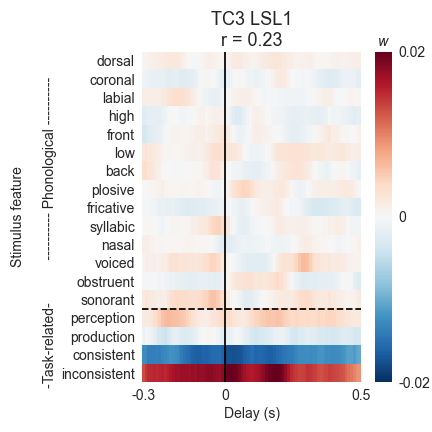 TC3 LSL1
r = 0.23
w
dorsal
coronal
labial
high
front
low
back
plosive
fricative
syllabic
nasal
voiced
obstruent
sonorant
perception
production
consistent
inconsistent
Stimulus feature
---------- Phonological ----------
-Task-related-
0.02
0
-0.02
-0.3
0
0.5
Delay (s)